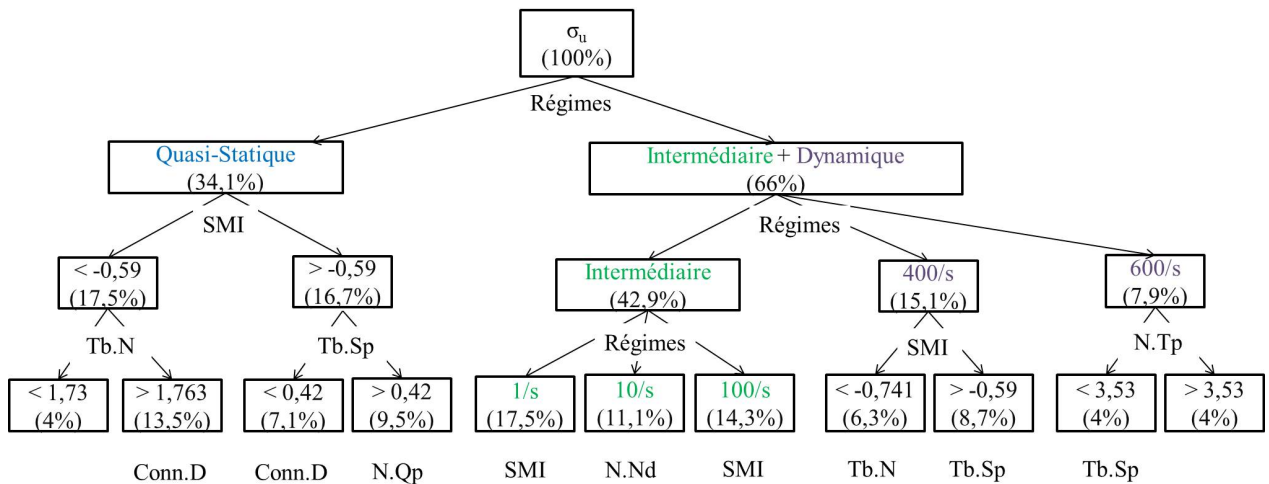 σu
(100%)
Régimes
Quasi-Statique
(34,1%)
Intermédiaire + Dynamique
(66%)
SMI
Régimes
< -0,59
(17,5%)
> -0,59
(16,7%)
Intermédiaire
(42,9%)
400/s
(15,1%)
600/s
(7,9%)
Tb.N
Tb.Sp
Régimes
SMI
N.Tp
< 1,73
(4%)
> 1,763
(13,5%)
< 0,42
(7,1%)
> 0,42
(9,5%)
1/s
(17,5%)
10/s
(11,1%)
100/s
(14,3%)
< -0,741
(6,3%)
> -0,59
(8,7%)
< 3,53
(4%)
> 3,53
(4%)
Conn.D
Conn.D
N.Qp
SMI
N.Nd
SMI
Tb.N
Tb.Sp
Tb.Sp